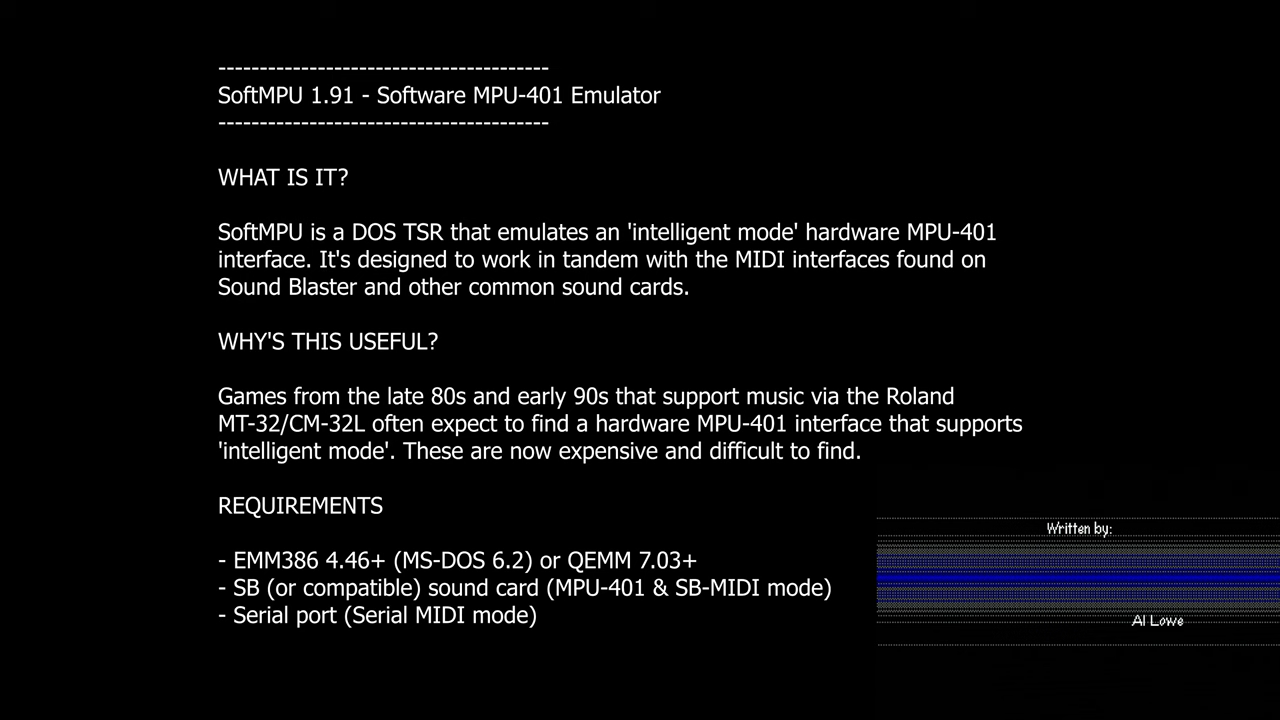 ----------------------------------------
SoftMPU 1.91 - Software MPU-401 Emulator
----------------------------------------
WHAT IS IT?
SoftMPU is a DOS TSR that emulates an 'intelligent mode' hardware MPU-401
interface. It's designed to work in tandem with the MIDI interfaces found on
Sound Blaster and other common sound cards.
WHY'S THIS USEFUL?
Games from the late 80s and early 90s that support music via the Roland
MT-32/CM-32L often expect to find a hardware MPU-401 interface that supports
'intelligent mode'. These are now expensive and difficult to find.
REQUIREMENTS
- EMM386 4.46+ (MS-DOS 6.2) or QEMM 7.03+
- SB (or compatible) sound card (MPU-401 & SB-MIDI mode)
- Serial port (Serial MIDI mode)
Written by:
Al Lowe